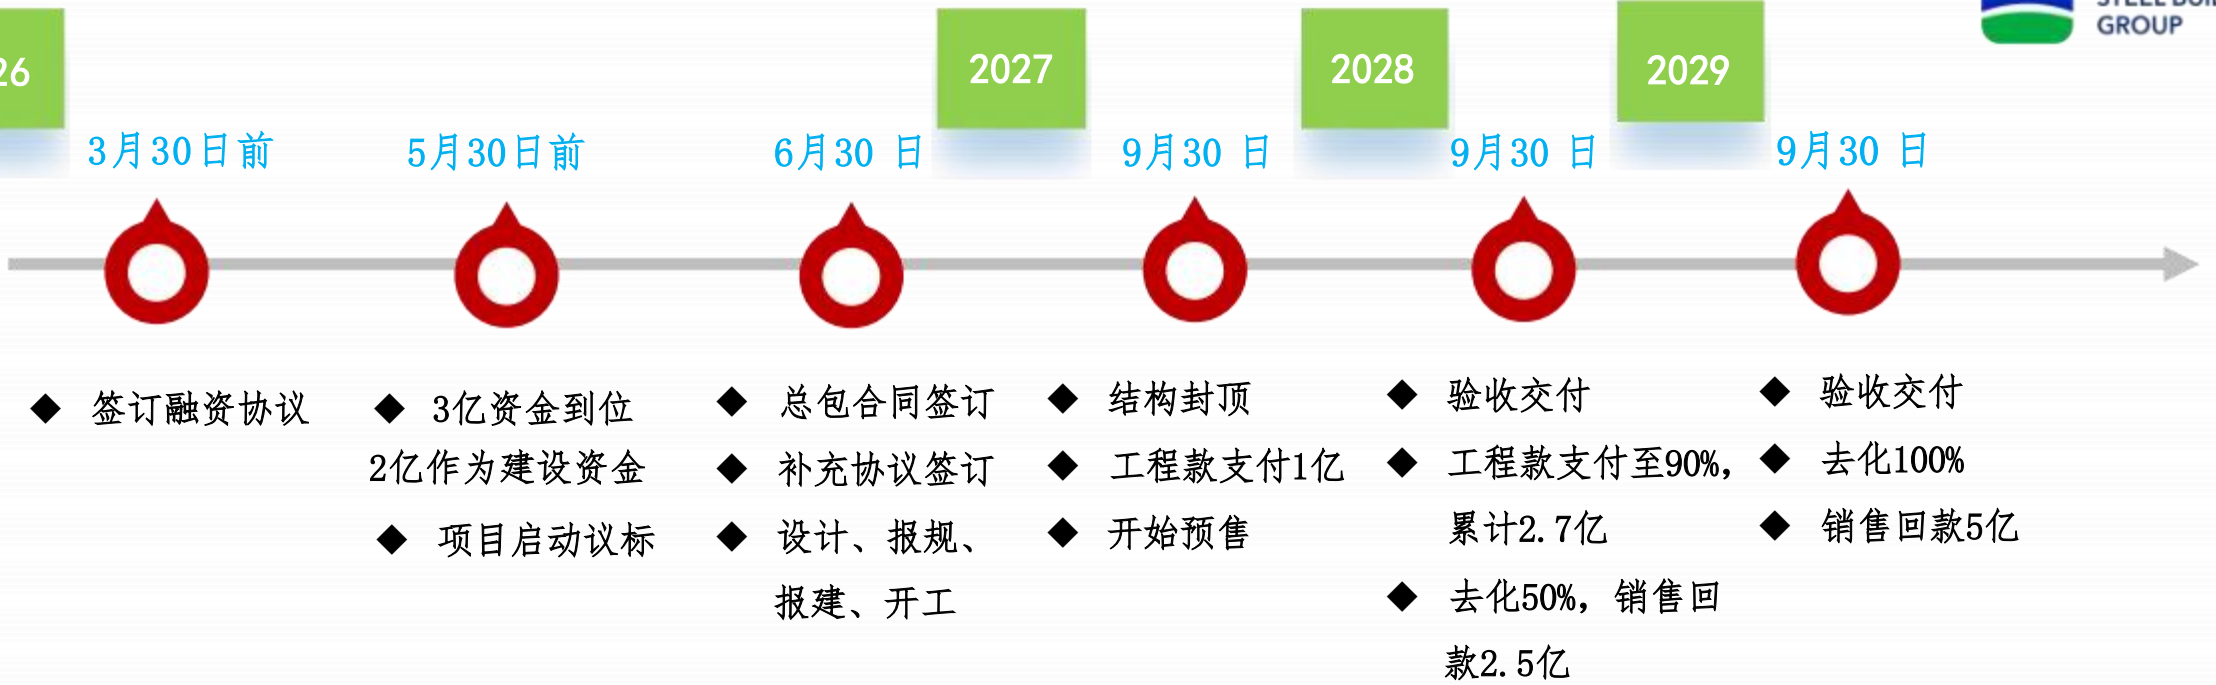 26
2027
2028
2029
GROUP
3月30日前
5月30日前
6月30 日
9月30 日
9月30 日
9月30 日
◆ 签订融资协议
◆ 3亿资金到位
2亿作为建设资金
◆ 项目启动议标
◆ 总包合同签订
◆ 补充协议签订
◆ 设计、报规、
报建、开工
◆ 结构封顶
◆ 工程款支付1亿
◆ 开始预售
◆ 验收交付
◆ 工程款支付至90%,
累计2.7亿
◆ 去化50%, 销售回
款2.5亿
◆ 验收交付
◆ 去化100%
◆ 销售回款5亿